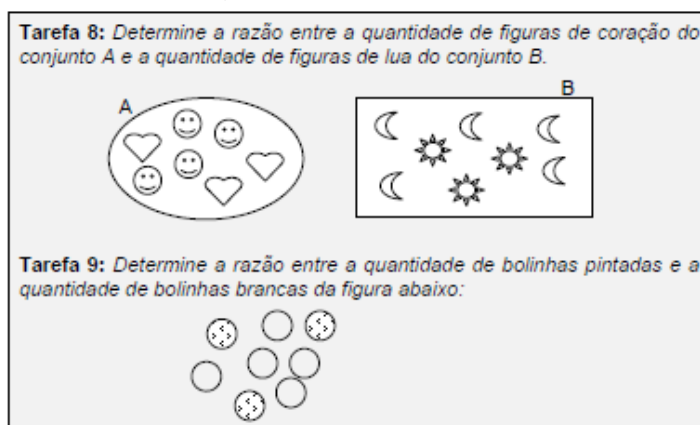 Tarefa 8: Determine a razão entre a quantidade de figuras de coração do
conjunto A e a quantidade de figuras de lua do conjunto B.
A
B
Tarefa 9: Determine a razão entre a quantidade de bolinhas pintadas e a
quantidade de bolinhas brancas da figura abaixo: